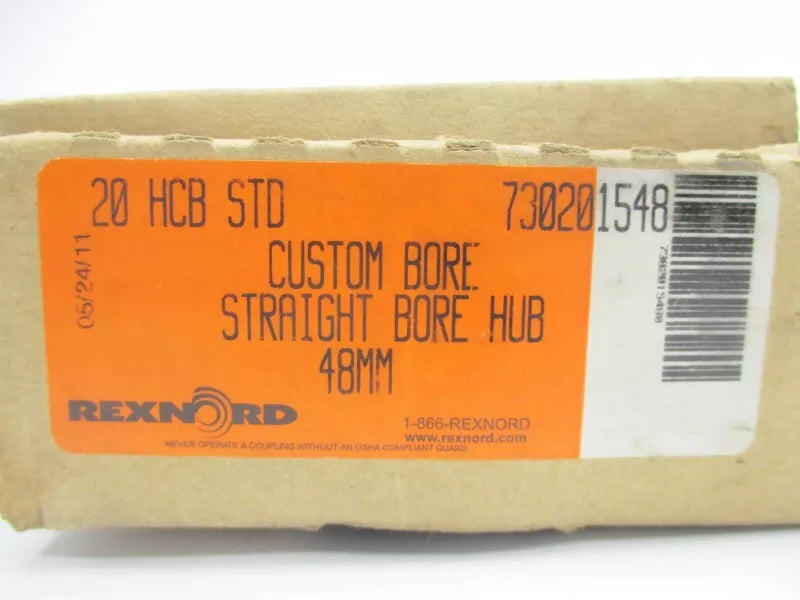 20 HCB STD 730201548
05/24/11
CUSTOM BORE
STRAIGHT BORE HUB
48MM
REXNORD
1-866-REXNORD
www.rexnord.com
NEVER OPERATE A COUPLING WITHOUT AN OSHA COMPLIANT GUARD